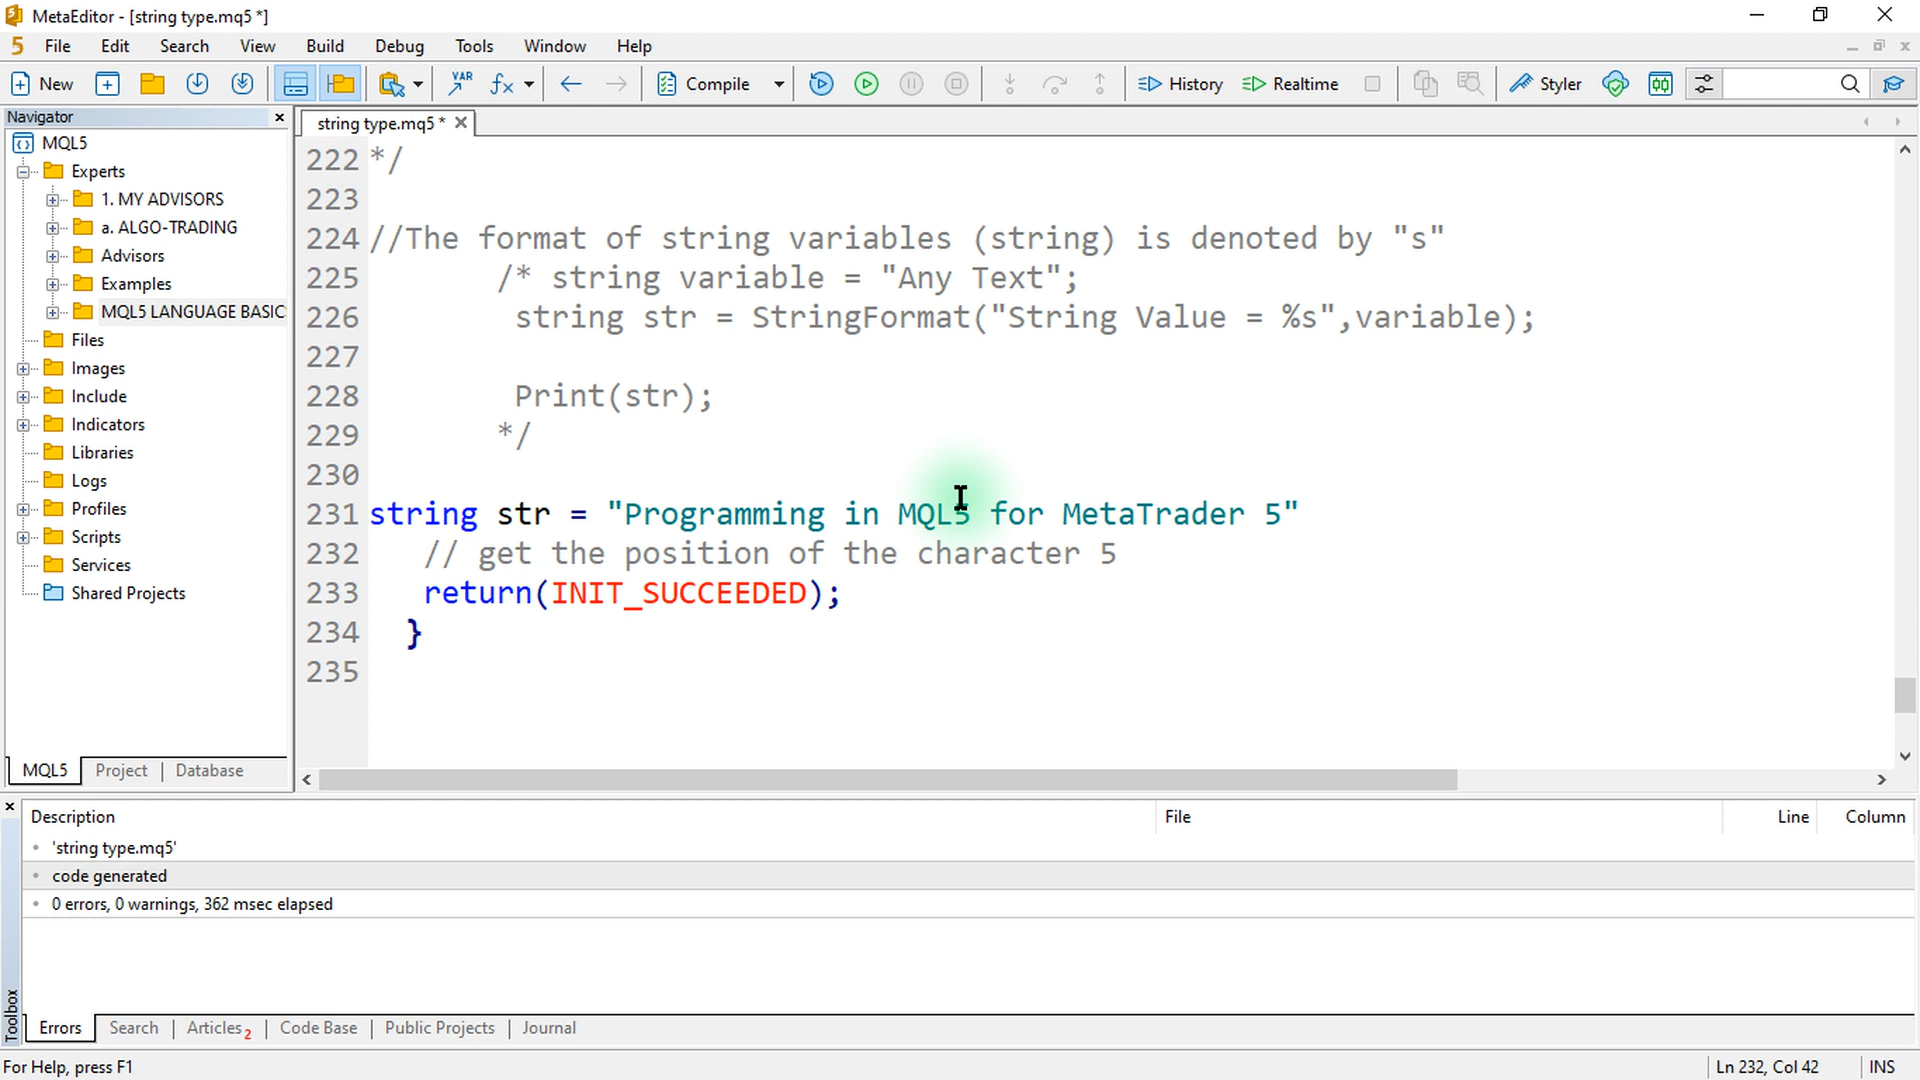 MetaEditor - [string type.mq5 *]
5 File Edit Search View Build Debug Tools Window Help
New VAR fx Compile History Realtime Styler
Navigator
string type.mq5 *
MQL5
Experts
1. MY ADVISORS
a. ALGO-TRADING
Advisors
Examples
MQL5 LANGUAGE BASIC
Files
Images
Include
Indicators
Libraries
Logs
Profiles
Scripts
Services
Shared Projects
MQL5 Project Database
222 */
223
224 //The format of string variables (string) is denoted by "s"
225 /* string variable = "Any Text";
226 string str = StringFormat("String Value = %s",variable);
227
228 Print(str);
229 */
230
231 string str = "Programming in MQL5 for MetaTrader 5"
232 // get the position of the character 5
233 return(INIT_SUCCEEDED);
234 }
235
Description File Line Column
'string type.mq5'
code generated
0 errors, 0 warnings, 362 msec elapsed
Toolbox
Errors Search Articles 2 Code Base Public Projects Journal
For Help, press F1 Ln 232, Col 42 INS